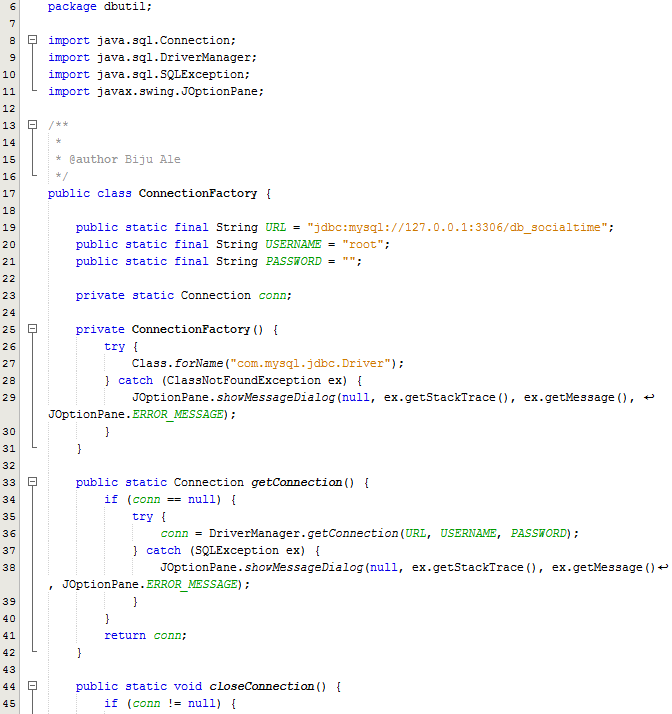 6 package dbutil;
7
8 import java.sql.Connection;
9 import java.sql.DriverManager;
10 import java.sql.SQLException;
11 import javax.swing.JOptionPane;
12
13 /**
14 *
15 * @author Biju Ale
16 */
17 public class ConnectionFactory {
18
19 public static final String URL = "jdbc:mysql://127.0.0.1:3306/db_socialtime";
20 public static final String USERNAME = "root";
21 public static final String PASSWORD = "";
22
23 private static Connection conn;
24
25 private ConnectionFactory() {
26 try {
27 Class.forName("com.mysql.jdbc.Driver");
28 } catch (ClassNotFoundException ex) {
29 JOptionPane.showMessageDialog(null, ex.getStackTrace(), ex.getMessage(), ↩
JOptionPane.ERROR_MESSAGE);
30 }
31 }
32
33 public static Connection getConnection() {
34 if (conn == null) {
35 try {
36 conn = DriverManager.getConnection(URL, USERNAME, PASSWORD);
37 } catch (SQLException ex) {
38 JOptionPane.showMessageDialog(null, ex.getStackTrace(), ex.getMessage()↩
, JOptionPane.ERROR_MESSAGE);
39 }
40 }
41 return conn;
42 }
43
44 public static void closeConnection() {
45 if (conn != null) {